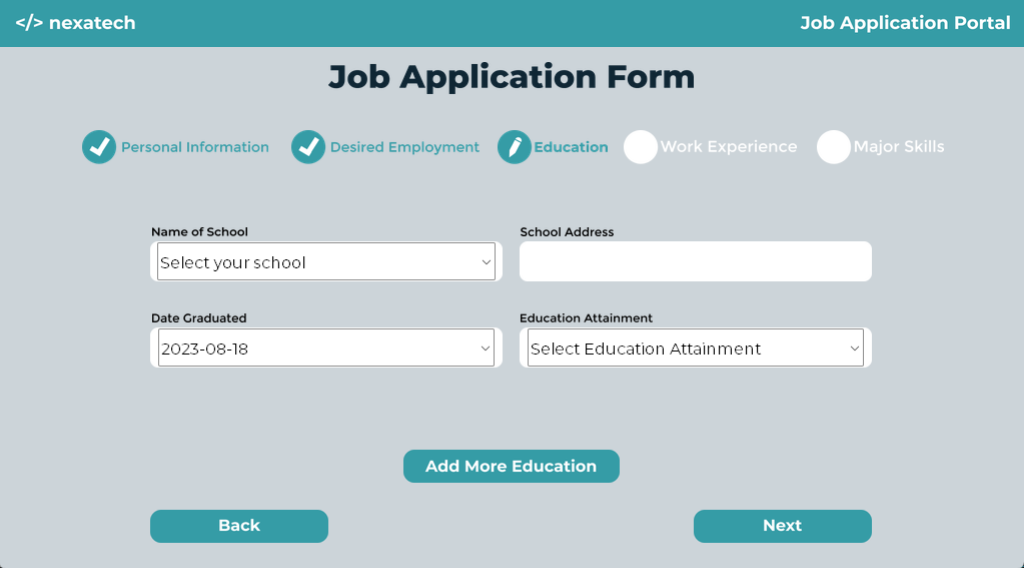 </> nexatech
Job Application Portal
Job Application Form
Personal Information
Desired Employment
Education
Work Experience
Major Skills
Name of School
School Address
Select your school
Date Graduated
Education Attainment
2023-08-18
Select Education Attainment
Add More Education
Back
Next